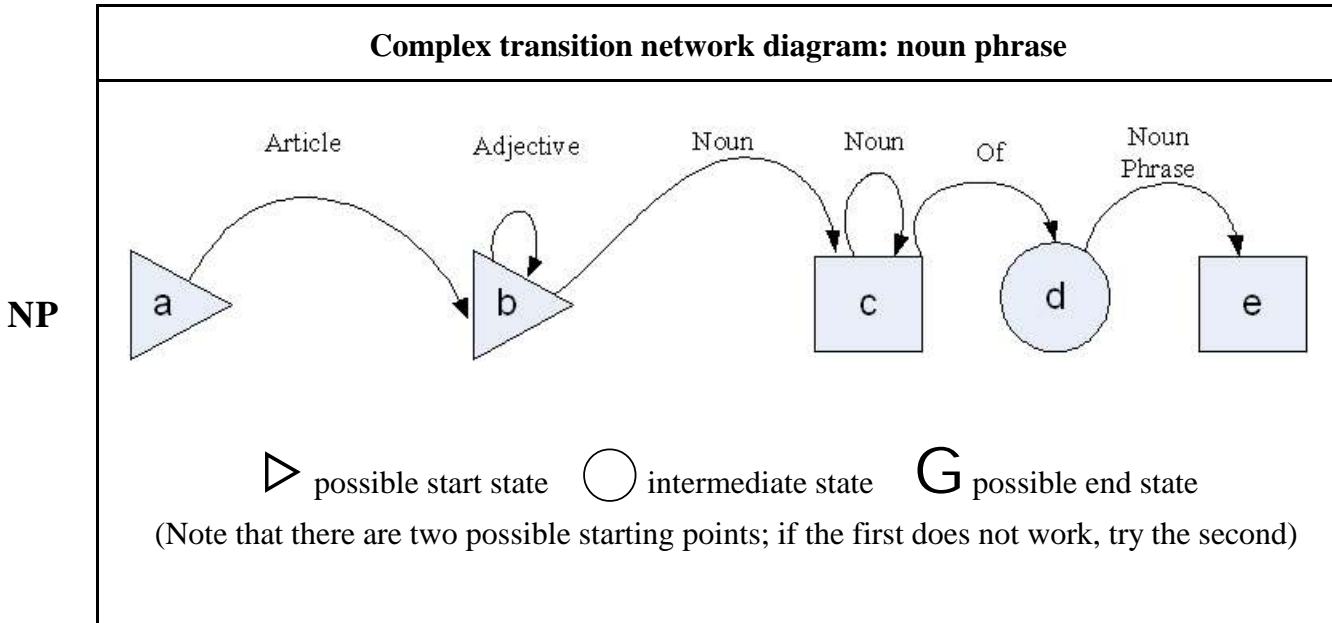 Complex transition network diagram: noun phrase
Article
Adjective
Noun
Noun
Of
Noun
Phrase
NP
a
b
c
d
e
possible start state
intermediate state
G possible end state
(Note that there are two possible starting points; if the first does not work, try the second)